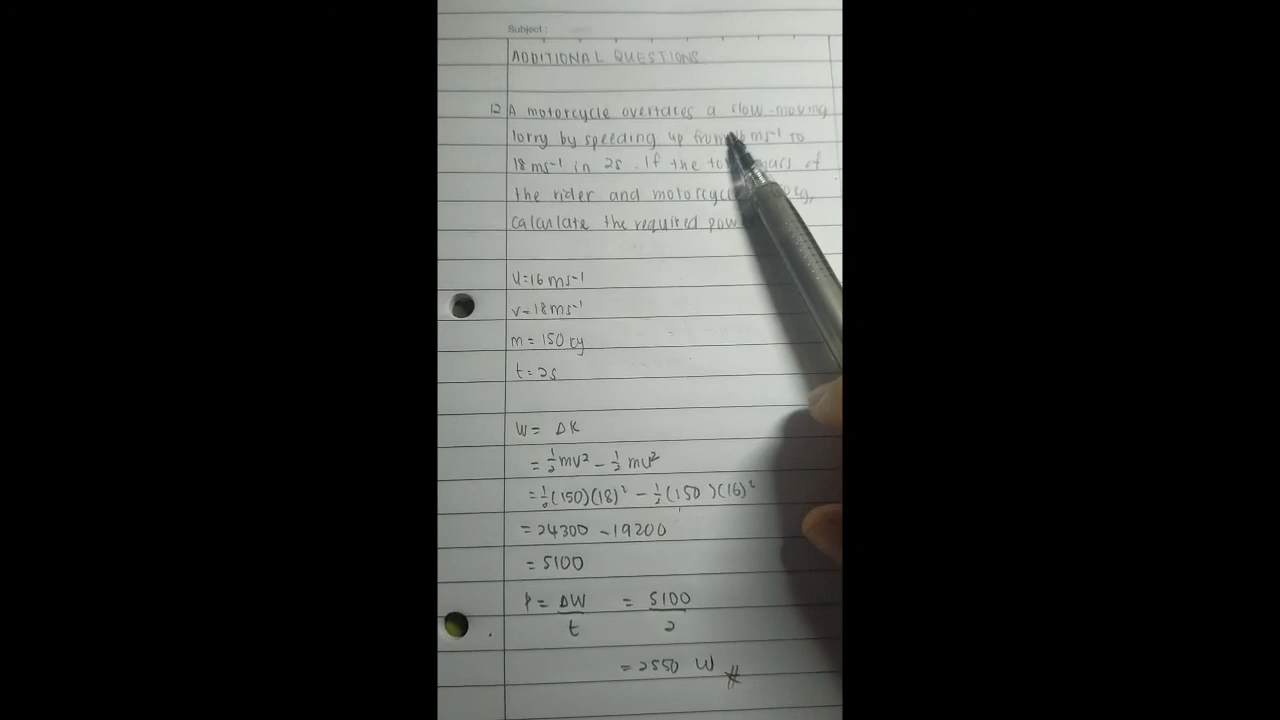 Subject :
ADDITIONAL QUESTIONS
12 A motorcycle overtakes a slow-moving
lorry by speeding up from ms⁻¹ to
18 ms⁻¹ in 2s . If the of
the rider and motorcycle
calculate the required
u=16 ms⁻¹
v=18 ms⁻¹
m = 150 kg
t=2s
W = ΔK
= ½mv² - ½mu²
= ½(150)(18)² - ½(150)(16)²
= 24300 - 19200
= 5100
P = ΔW/t = 5100/2
= 2550 W #